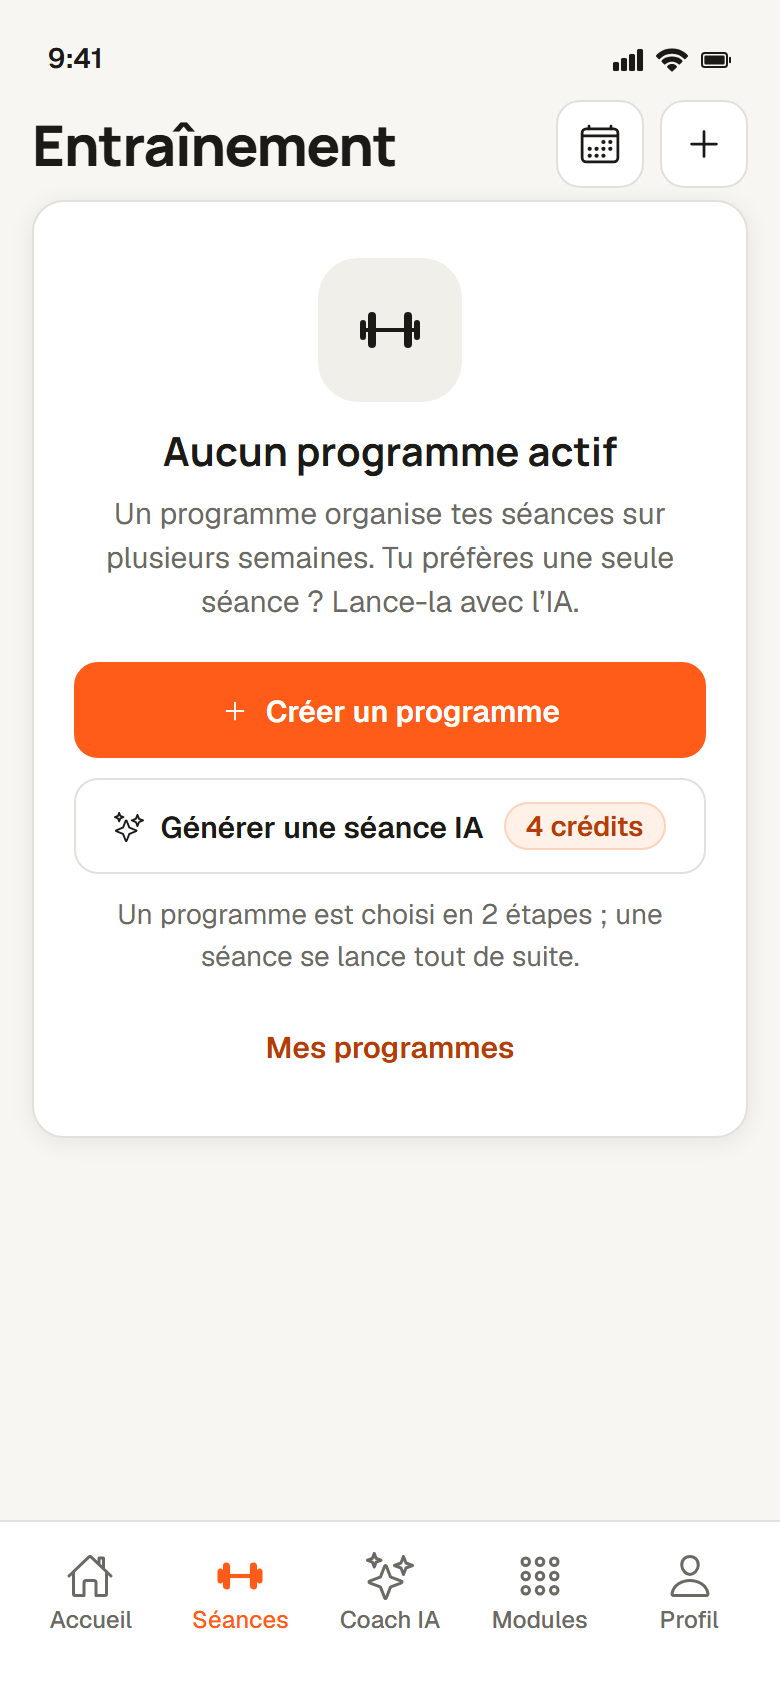 9:41
Entraînement
Aucun programme actif
Un programme organise tes séances sur
plusieurs semaines. Tu préfères une seule
séance ? Lance-la avec l’IA.
Créer un programme
Générer une séance IA 4 crédits
Un programme est choisi en 2 étapes ; une
séance se lance tout de suite.
Mes programmes
Accueil Séances Coach IA Modules Profil